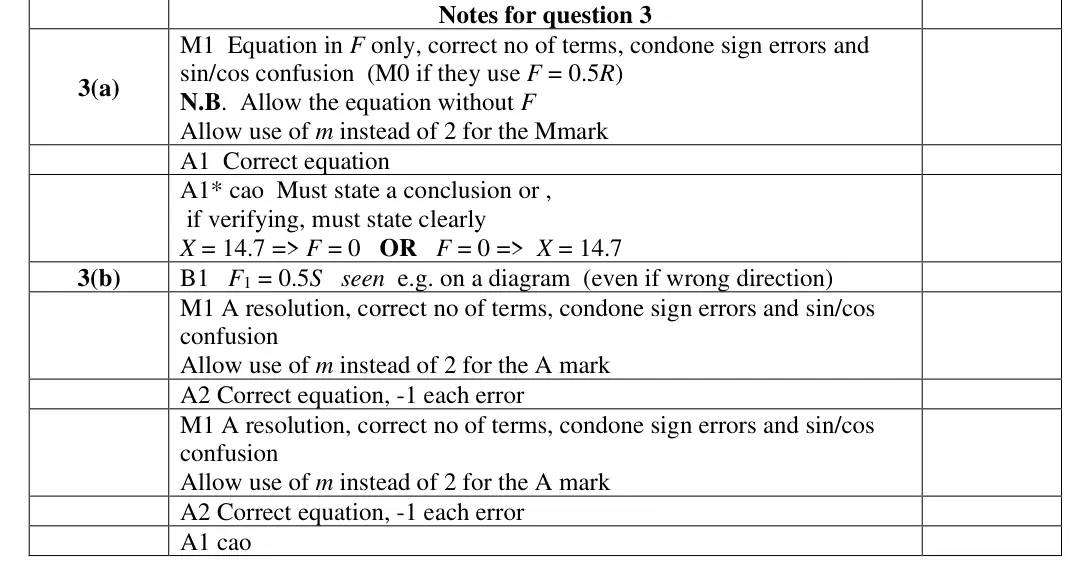 Notes for question 3
3(a)
M1 Equation in F only, correct no of terms, condone sign errors and
sin/cos confusion (M0 if they use F = 0.5R)
N.B. Allow the equation without F
Allow use of m instead of 2 for the Mmark
A1 Correct equation
A1* cao Must state a conclusion or ,
if verifying, must state clearly
X = 14.7 => F = 0 OR F = 0 => X = 14.7
3(b)
B1 F₁ = 0.5S seen e.g. on a diagram (even if wrong direction)
M1 A resolution, correct no of terms, condone sign errors and sin/cos
confusion
Allow use of m instead of 2 for the A mark
A2 Correct equation, -1 each error
M1 A resolution, correct no of terms, condone sign errors and sin/cos
confusion
Allow use of m instead of 2 for the A mark
A2 Correct equation, -1 each error
A1 cao